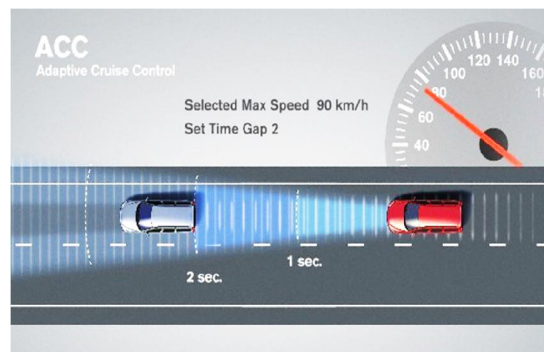 ACC
Adaptive Cruise Control
Selected Max Speed 90 km/h
Set Time Gap 2
40
60
80
100
120
140
160
2 sec.
1 sec.